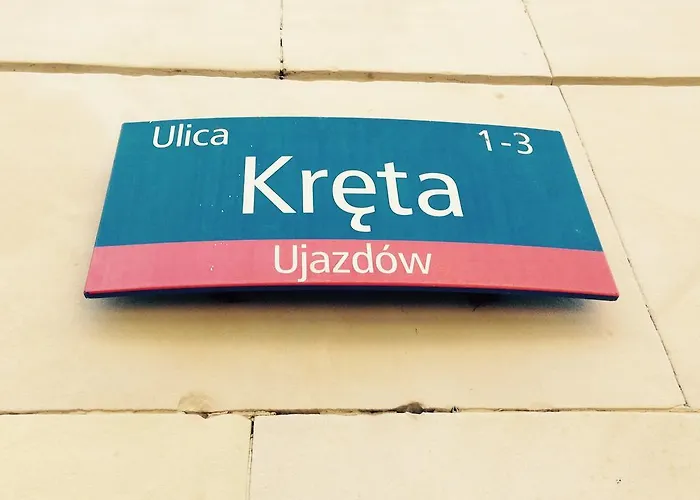 Ulica 1-3
Kręta
Ujazdów